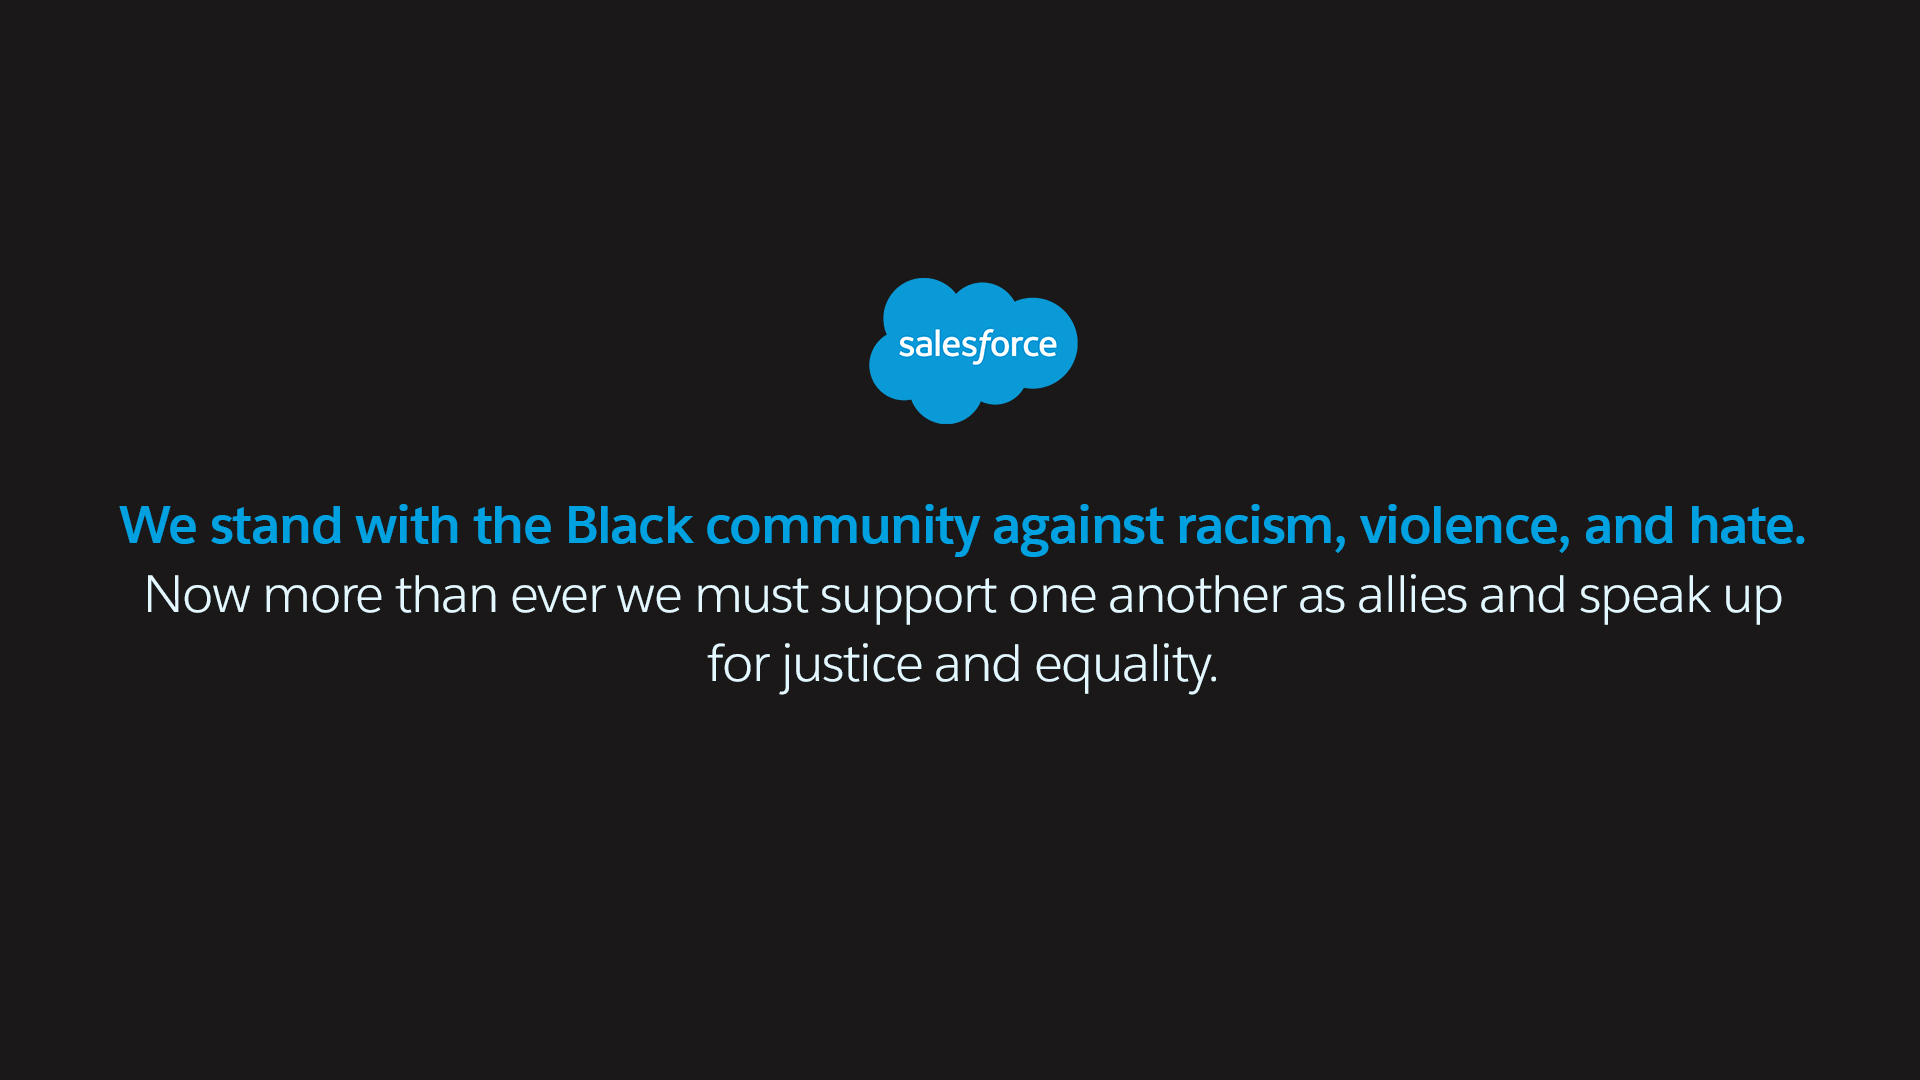 salesforce
We stand with the Black community against racism, violence, and hate.
Now more than ever we must support one another as allies and speak up
for justice and equality.